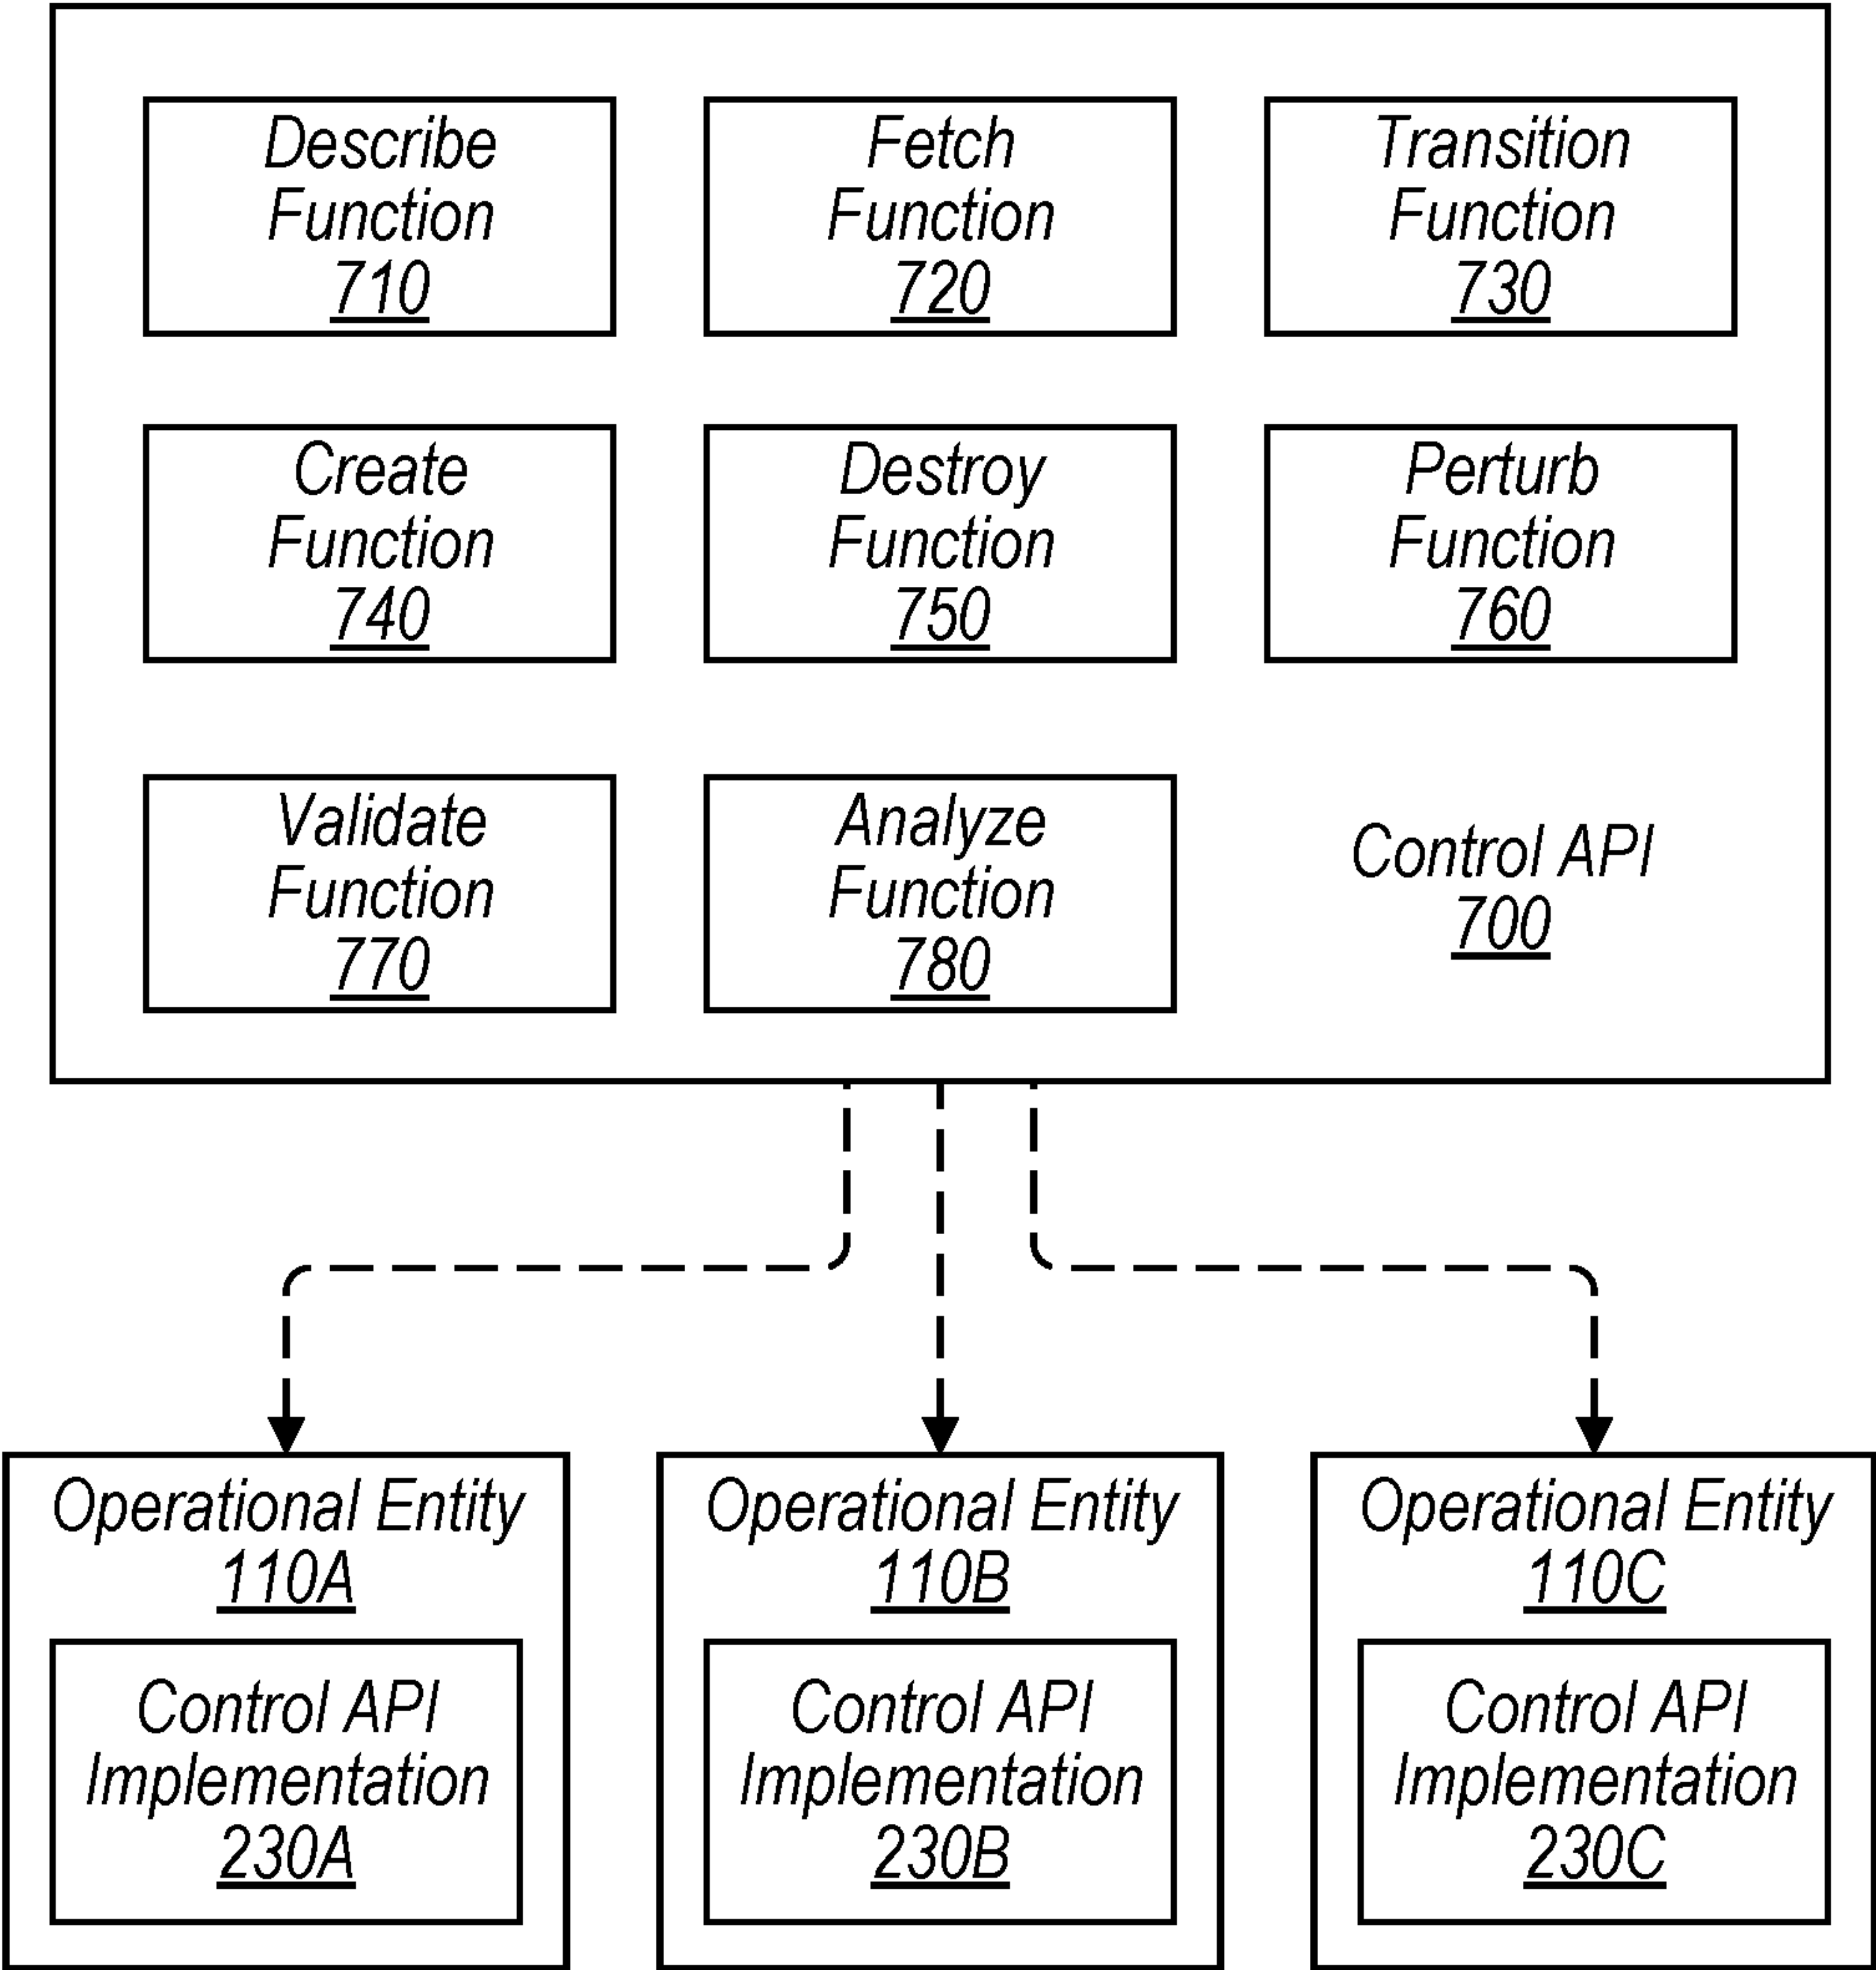 Describe
Function
710
Fetch
Function
720
Transition
Function
730
Create
Function
740
Destroy
Function
750
Perturb
Function
760
Validate
Function
770
Analyze
Function
780
Control API
700
Operational Entity
110A
Control API
Implementation
230A
Operational Entity
110B
Control API
Implementation
230B
Operational Entity
110C
Control API
Implementation
230C